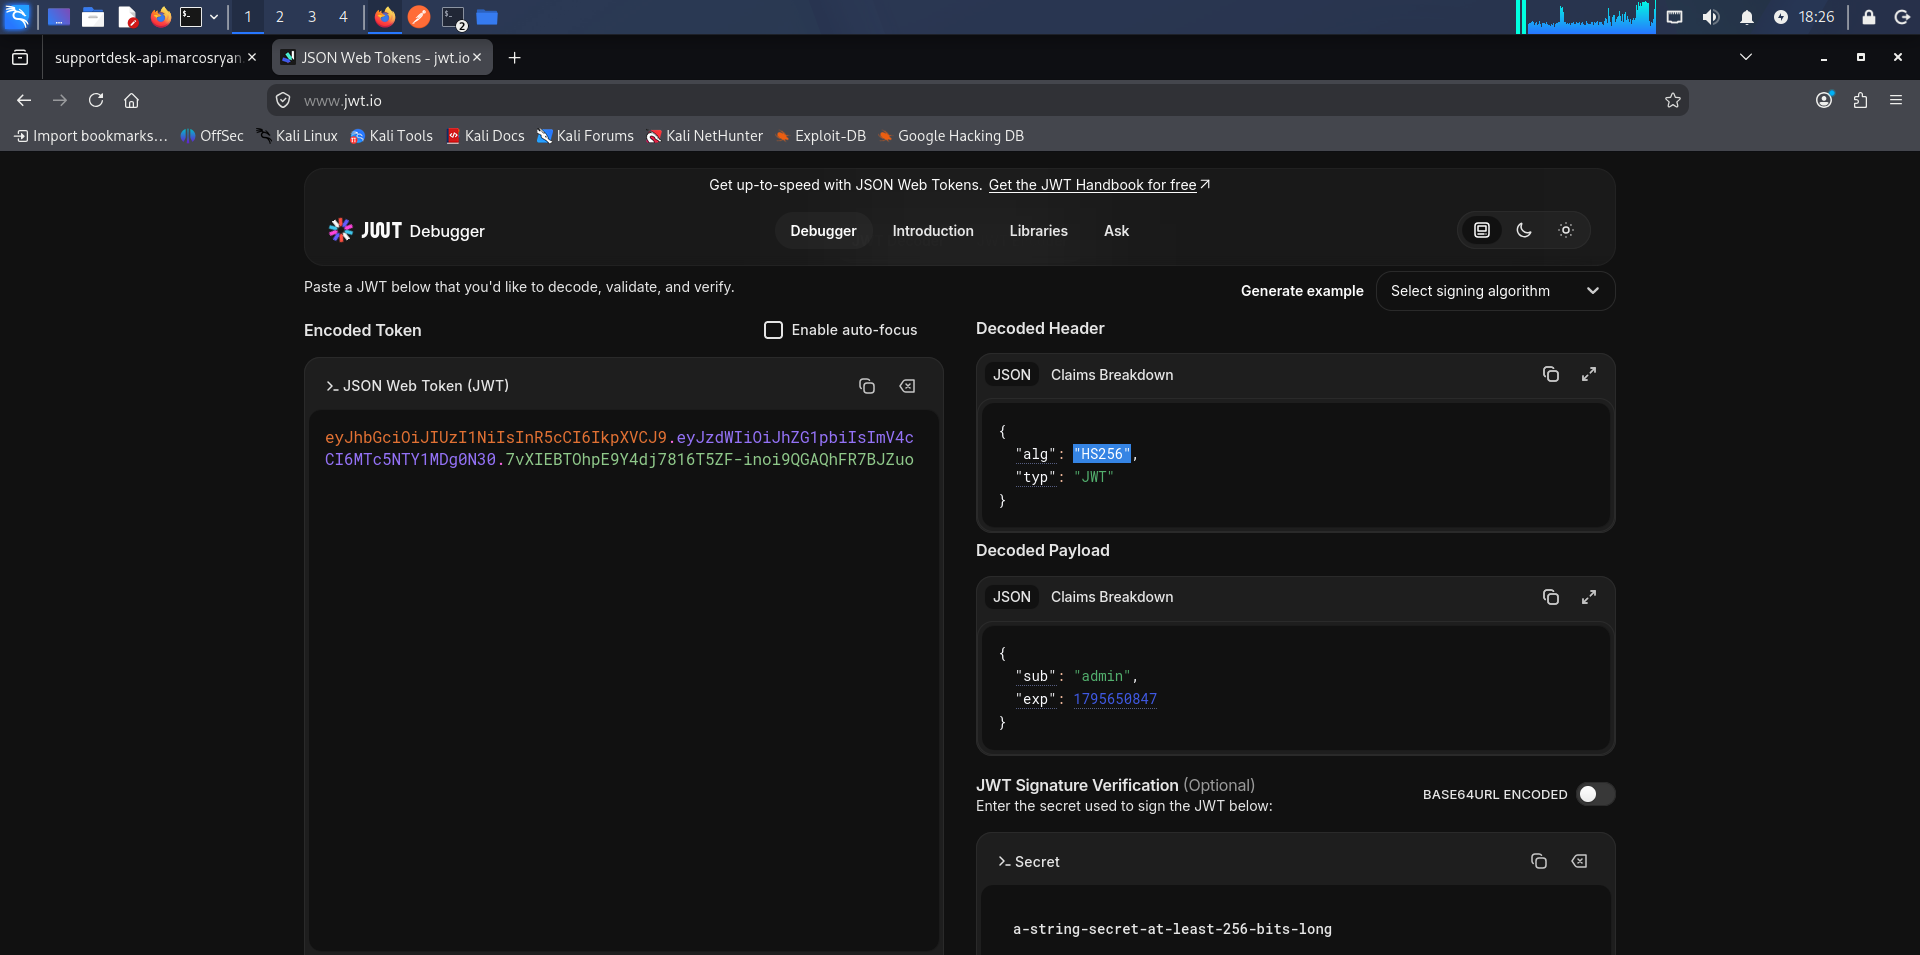 1 2 3 4 2 18:26
supportdesk-api.marcosryan. JSON Web Tokens - jwt.io
www.jwt.io
Import bookmarks... OffSec Kali Linux Kali Tools Kali Docs Kali Forums Kali NetHunter Exploit-DB Google Hacking DB
Get up-to-speed with JSON Web Tokens. Get the JWT Handbook for free
JWT Debugger Debugger Introduction Libraries Ask
Paste a JWT below that you'd like to decode, validate, and verify.
Generate example Select signing algorithm
Encoded Token Enable auto-focus
JSON Web Token (JWT)
eyJhbGciOiJIUzI1NiIsInR5cCI6IkpXVCJ9.eyJzdWIiOiJhZG1pbiIsImV4c
CI6MTc5NTY1MDg0N30.7vXIEBTOhpE9Y4dj7816T5ZF-inoi9QGAQhFR7BJZuo
Decoded Header
JSON Claims Breakdown
{
"alg": "HS256",
"typ": "JWT"
}
Decoded Payload
JSON Claims Breakdown
{
"sub": "admin",
"exp": 1795650847
}
JWT Signature Verification (Optional)
Enter the secret used to sign the JWT below:
BASE64URL ENCODED
Secret
a-string-secret-at-least-256-bits-long